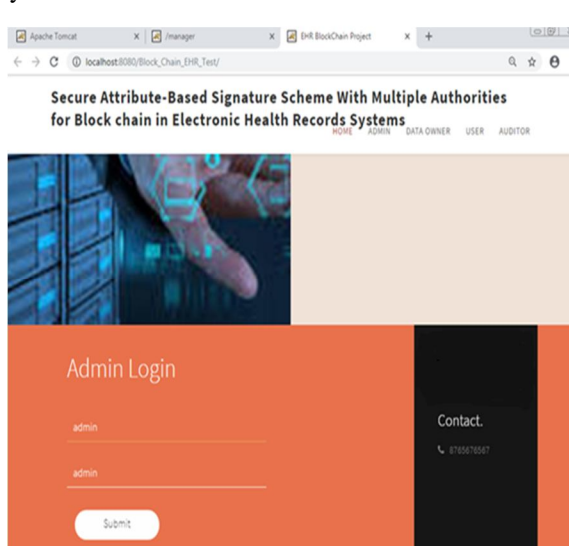 Apache Tomcat
/manager
EHR BlockChain Project
localhost:8080/Block_Chain_EHR_Test/
Secure Attribute-Based Signature Scheme With Multiple Authorities
for Block chain in Electronic Health Records Systems
HOME ADMIN DATA OWNER USER AUDITOR
Admin Login
admin
admin
Submit
Contact.
8765676567